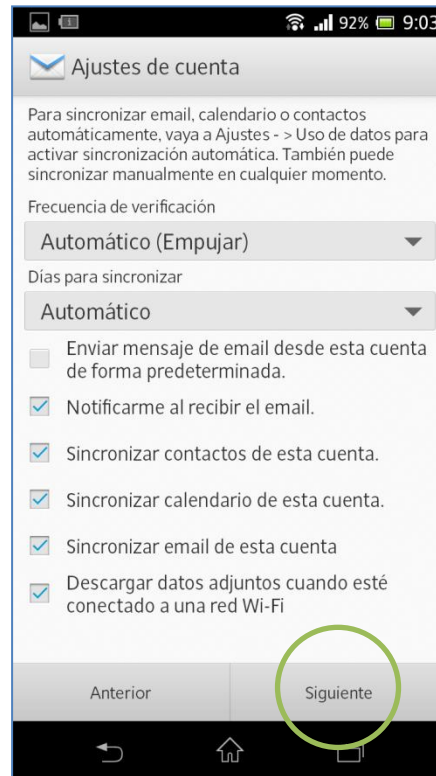 92% 9:03
Ajustes de cuenta
Para sincronizar email, calendario o contactos
automáticamente, vaya a Ajustes - > Uso de datos para
activar sincronización automática. También puede
sincronizar manualmente en cualquier momento.
Frecuencia de verificación
Automático (Empujar)
Días para sincronizar
Automático
Enviar mensaje de email desde esta cuenta
de forma predeterminada.
Notificarme al recibir el email.
Sincronizar contactos de esta cuenta.
Sincronizar calendario de esta cuenta.
Sincronizar email de esta cuenta
Descargar datos adjuntos cuando esté
conectado a una red Wi-Fi
Anterior Siguiente